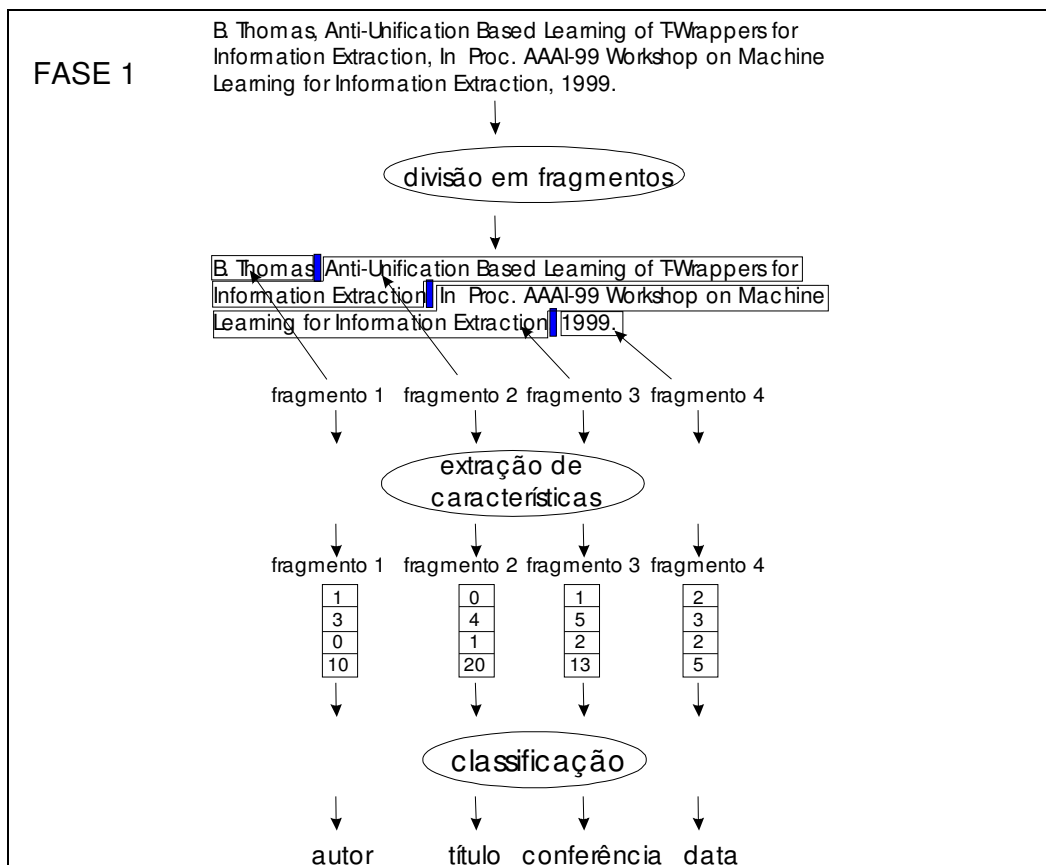 FASE 1
B. Thomas, Anti-Unification Based Learning of T-Wrappers for
Information Extraction, In Proc. AAAI-99 Workshop on Machine
Learning for Information Extraction, 1999.
divisão em fragmentos
B. Thomas Anti-Unification Based Learning of T-Wrappers for
Information Extraction In Proc. AAAI-99 Workshop on Machine
Learning for Information Extraction 1999.
fragmento 1 fragmento 2 fragmento 3 fragmento 4
extração de
características
fragmento 1 fragmento 2 fragmento 3 fragmento 4
1 0 1 2
3 4 5 3
0 1 2 2
10 20 13 5
classificação
autor título conferência data